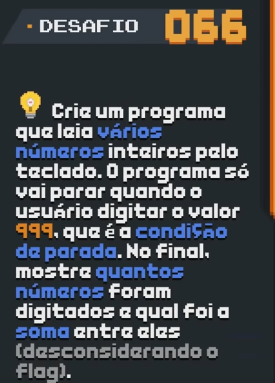 DESAFIO 066
Crie um programa
que leia vários
números inteiros pelo
teclado. O programa só
vai parar quando o
usuário digitar o valor
999, que é a condição
de parada. No final,
mostre quantos
números foram
digitados e qual foi a
soma entre eles
(desconsiderando o
flag).